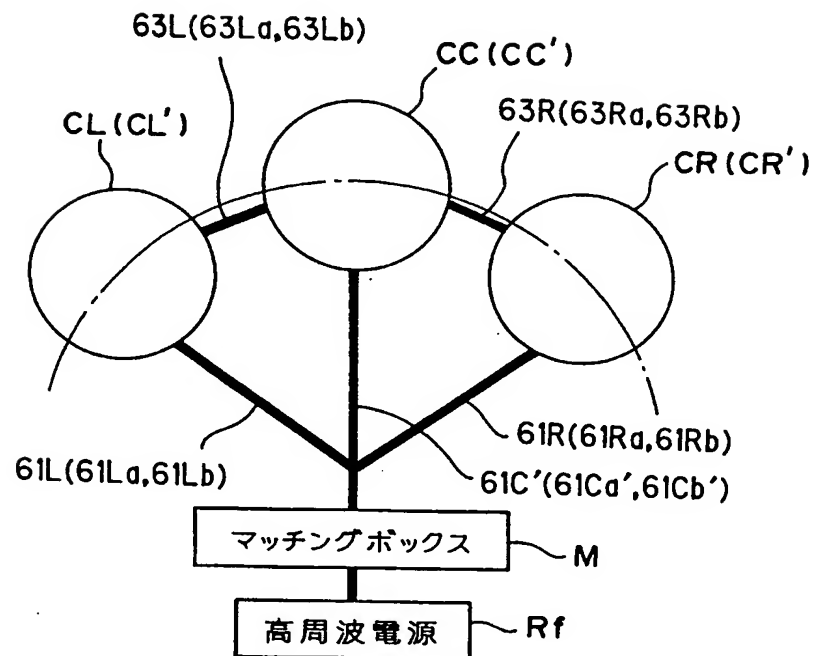 63L(63La,63Lb)
CC(CC')
63R(63Ra,63Rb)
CL(CL')
CR(CR')
61R(61Ra,61Rb)
61L(61La,61Lb)
61C'(61Ca',61Cb')
マッチングボックス
M
高周波電源
Rf